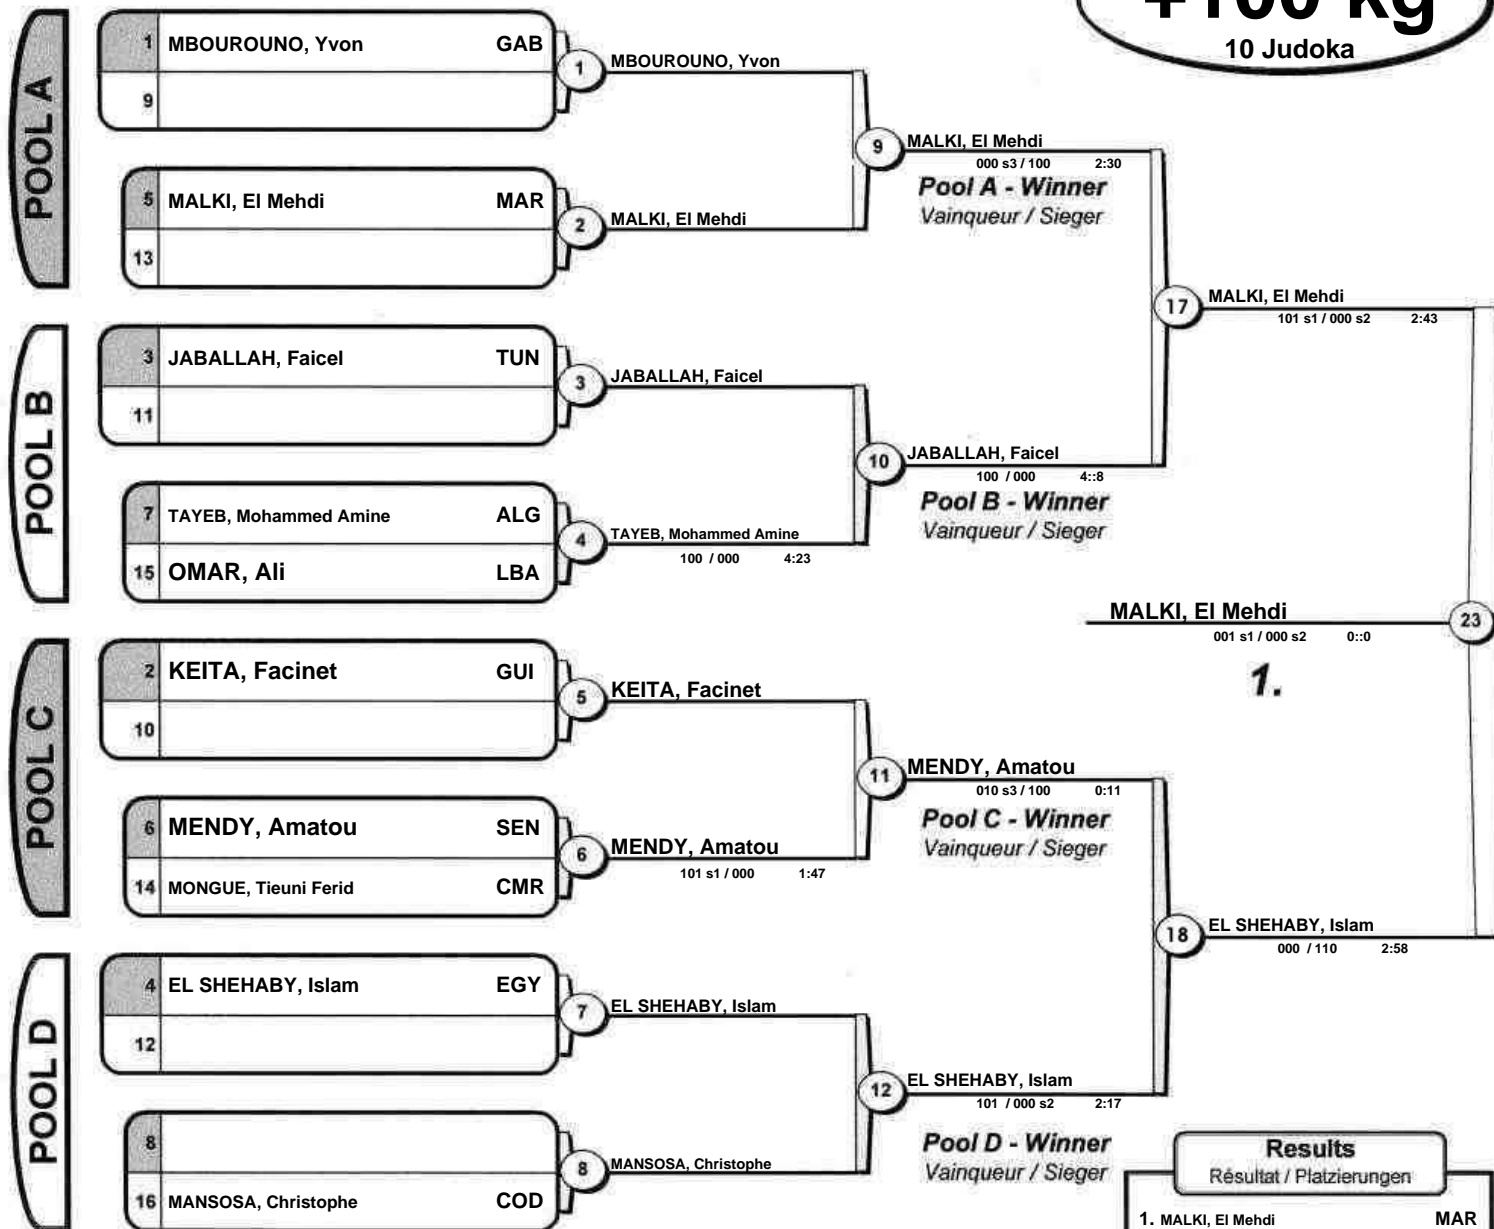 +100 kg
10 Judoka
POOL A
1 MBOUROUNO, Yvon GAB
9
1 MBOUROUNO, Yvon
5 MALKI, El Mehdi MAR
13
2 MALKI, El Mehdi
9 MALKI, El Mehdi
000 s3 / 100 2:30
Pool A - Winner
Vainqueur / Sieger
POOL B
3 JABALLAH, Faicel TUN
11
3 JABALLAH, Faicel
7 TAYEB, Mohammed Amine ALG
15 OMAR, Ali LBA
4 TAYEB, Mohammed Amine
100 / 000 4:23
10 JABALLAH, Faicel
100 / 000 4::8
Pool B - Winner
Vainqueur / Sieger
17 MALKI, El Mehdi
101 s1 / 000 s2 2:43
MALKI, El Mehdi 23
001 s1 / 000 s2 0::0
1.
POOL C
2 KEITA, Facinet GUI
10
5 KEITA, Facinet
6 MENDY, Amatou SEN
14 MONGUE, Tieuni Ferid CMR
6 MENDY, Amatou
101 s1 / 000 1:47
11 MENDY, Amatou
010 s3 / 100 0:11
Pool C - Winner
Vainqueur / Sieger
POOL D
4 EL SHEHABY, Islam EGY
12
7 EL SHEHABY, Islam
8
16 MANSOSA, Christophe COD
8 MANSOSA, Christophe
12 EL SHEHABY, Islam
101 / 000 s2 2:17
Pool D - Winner
Vainqueur / Sieger
18 EL SHEHABY, Islam
000 / 110 2:58
Results
Résultat / Platzierungen
1. MALKI, El Mehdi MAR